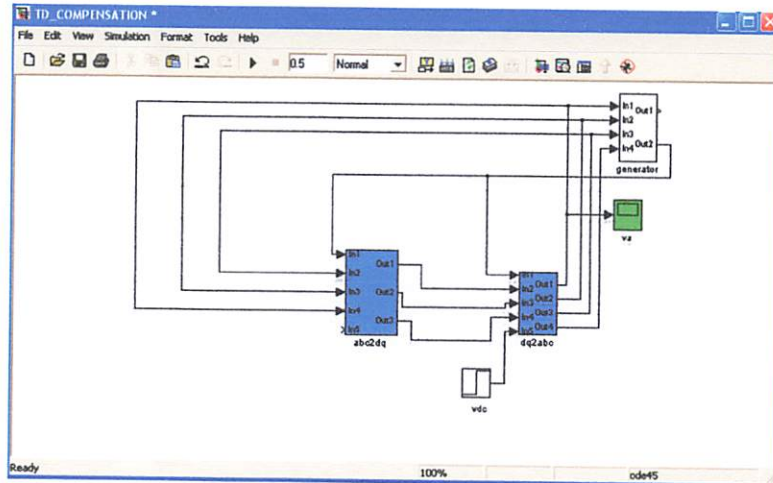 TD_COMPENSATION *
File Edit View Simulation Format Tools Help
0.5 Normal
In1 Out1
In2
In3
In4 Out2
generator
va
In1 Out1
In2
In3 Out2
In4 Out3
In5
abc2dq
In1 Out1
In2
In3 Out2
In4 Out3
In5 Out4
dq2abc
vdc
Ready 100% ode45